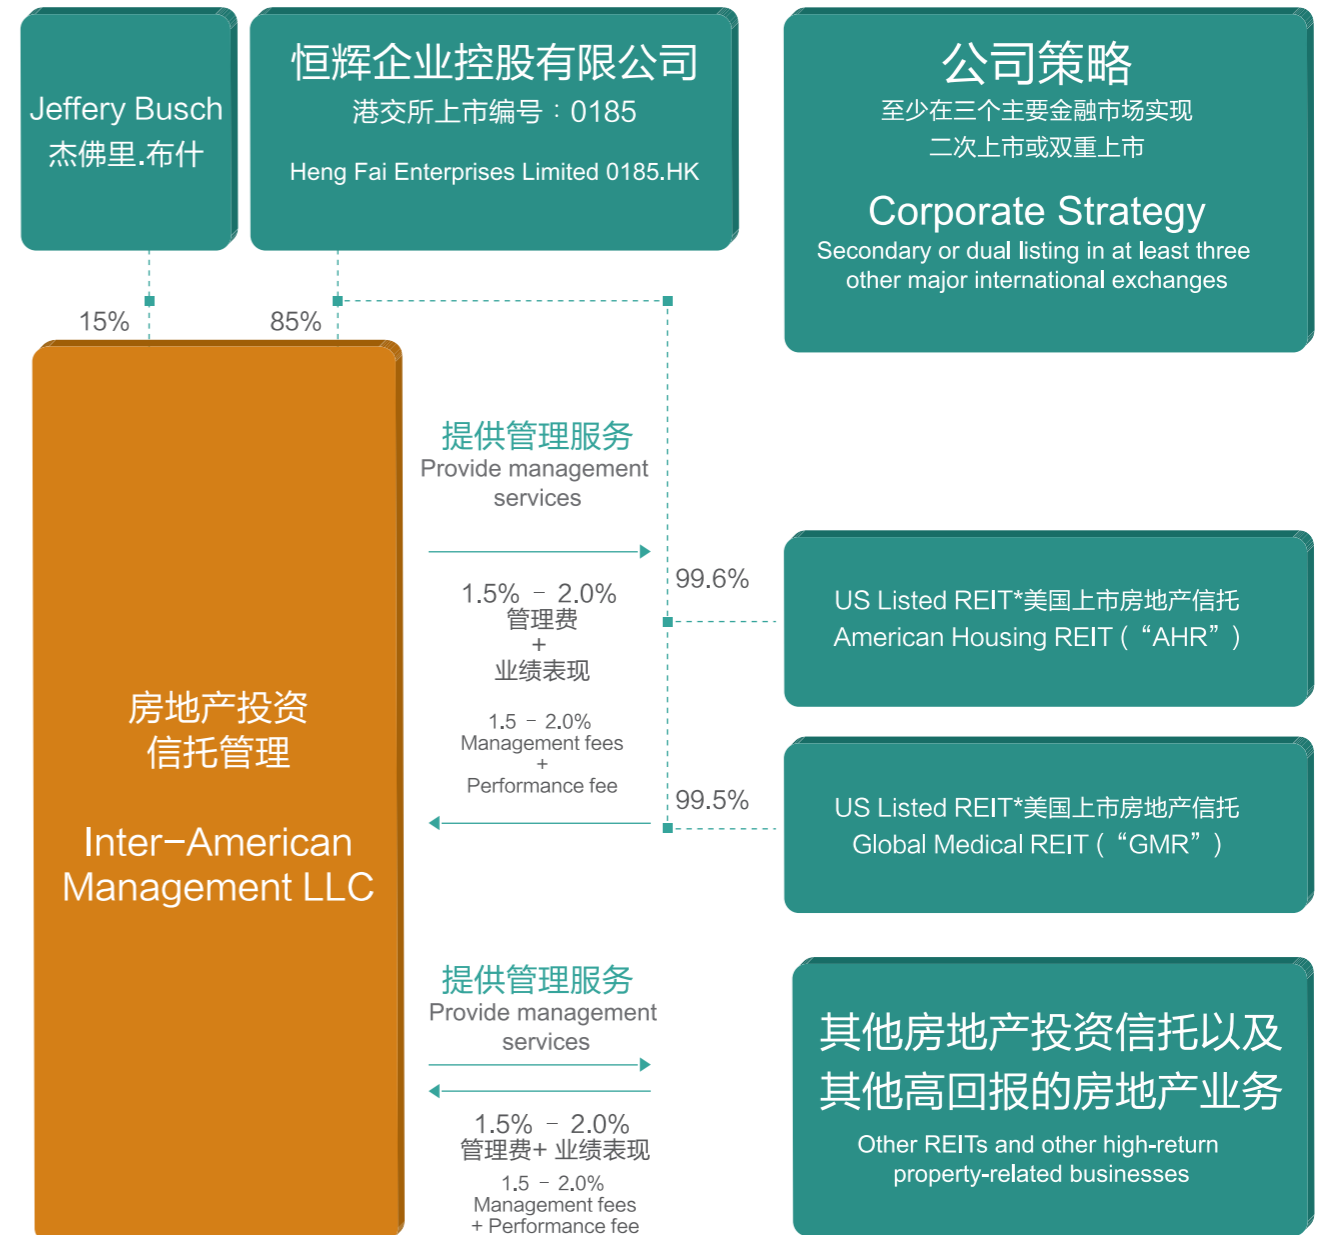 Jeffery Busch
杰佛里.布什
恒辉企业控股有限公司
港交所上市编号：0185
Heng Fai Enterprises Limited 0185.HK
公司策略
至少在三个主要金融市场实现
二次上市或双重上市
Corporate Strategy
Secondary or dual listing in at least three
other major international exchanges
15%
85%
房地产投资
信托管理
Inter-American
Management LLC
提供管理服务
Provide management
services
1.5% - 2.0%
管理费
+
业绩表现
1.5 - 2.0%
Management fees
+
Performance fee
99.6%
99.5%
US Listed REIT*美国上市房地产信托
American Housing REIT (“AHR”)
US Listed REIT*美国上市房地产信托
Global Medical REIT (“GMR”)
提供管理服务
Provide management
services
1.5% - 2.0%
管理费+ 业绩表现
1.5 - 2.0%
Management fees
+ Performance fee
其他房地产投资信托以及
其他高回报的房地产业务
Other REITs and other high-return
property-related businesses